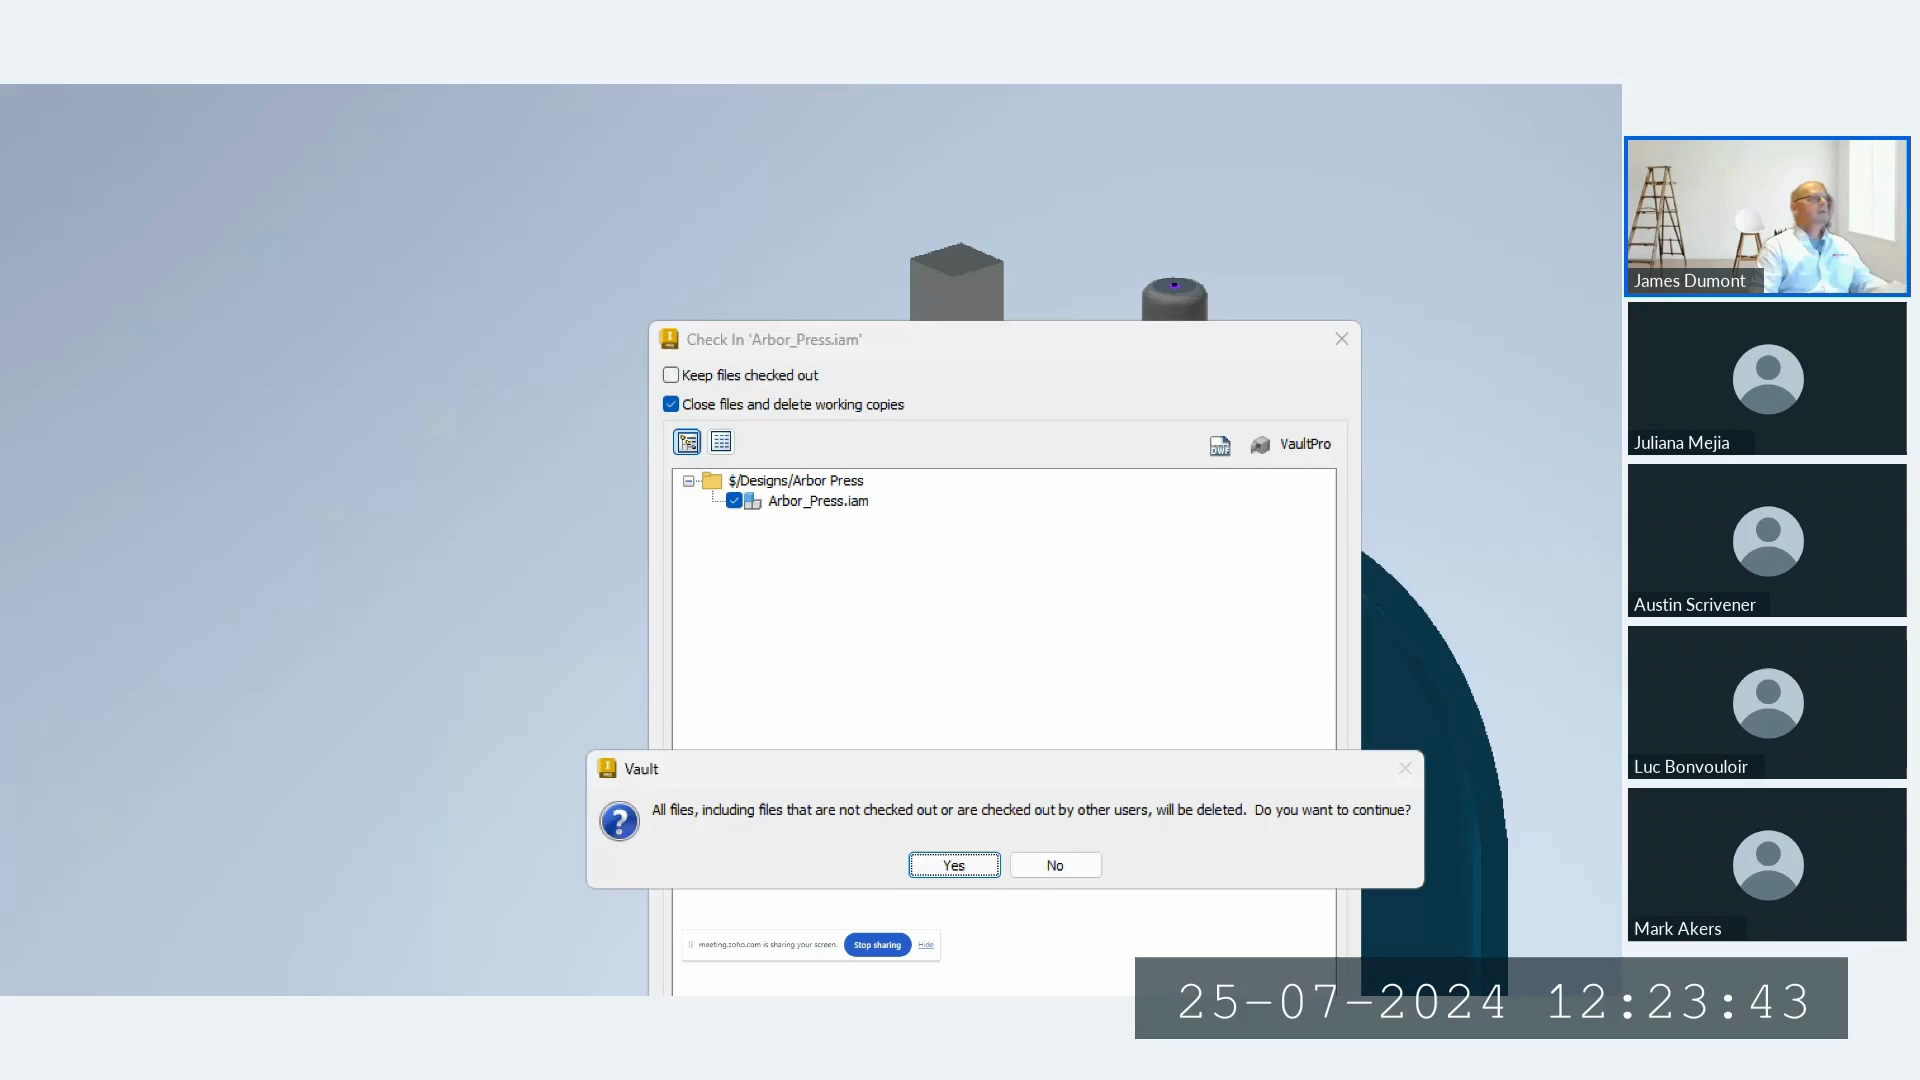 Check In 'Arbor_Press.iam'
Keep files checked out
Close files and delete working copies
DWF
VaultPro
$/Designs/Arbor Press
Arbor_Press.iam
Vault
All files, including files that are not checked out or are checked out by other users, will be deleted. Do you want to continue?
Yes
No
meeting.zoho.com is sharing your screen.
Stop sharing
Hide
James Dumont
Juliana Mejia
Austin Scrivener
Luc Bonvouloir
Mark Akers
25-07-2024 12:23:43